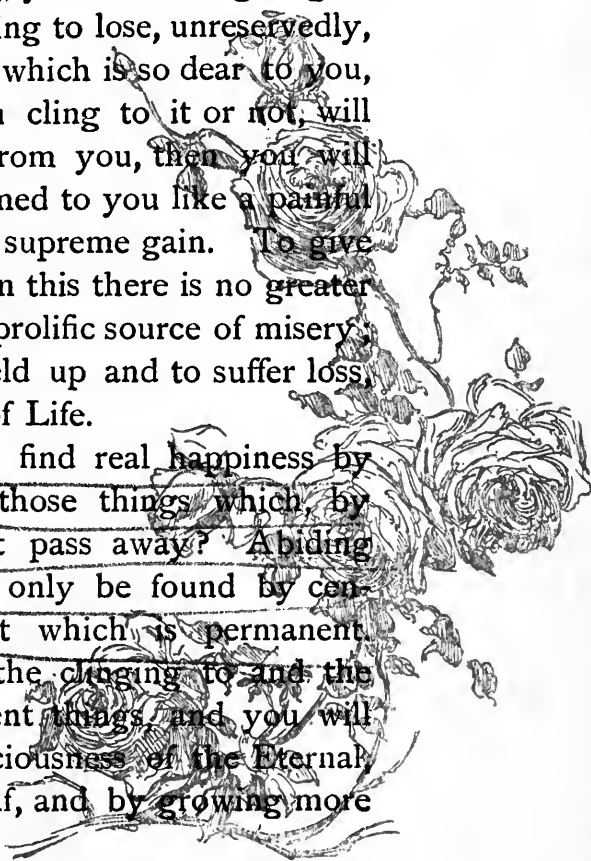 ing to lose, unreservedly,
which is so dear to you,
cling to it or not, will
rom you, then you will
med to you like a painful
supreme gain. To give
n this there is no greater
prolific source of misery;
eld up and to suffer loss,
f Life.
find real happiness by
those things which, by
t pass away? Abiding
only be found by cen-
t which is permanent.
the clinging to and the
ent things, and you will
ciousness of the Eternal,
f, and by growing more